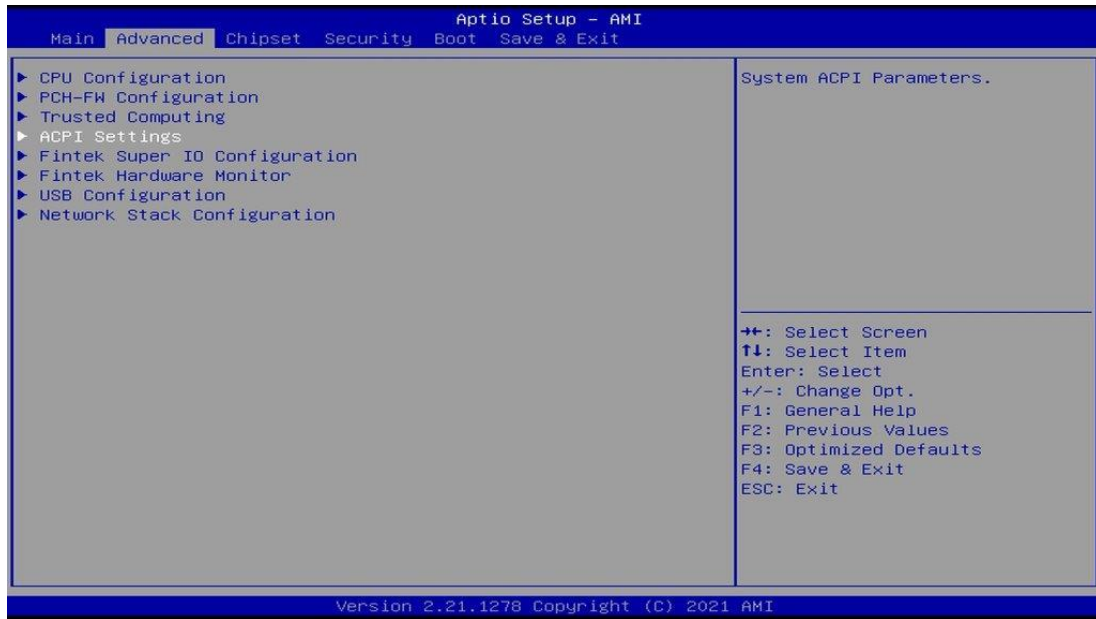 Aptio Setup – AMI
Main Advanced Chipset Security Boot Save & Exit
▶ CPU Configuration
▶ PCH-FW Configuration
▶ Trusted Computing
▶ ACPI Settings
▶ Fintek Super IO Configuration
▶ Fintek Hardware Monitor
▶ USB Configuration
▶ Network Stack Configuration
System ACPI Parameters.
→←: Select Screen
↑↓: Select Item
Enter: Select
+/-: Change Opt.
F1: General Help
F2: Previous Values
F3: Optimized Defaults
F4: Save & Exit
ESC: Exit
Version 2.21.1278 Copyright (C) 2021 AMI